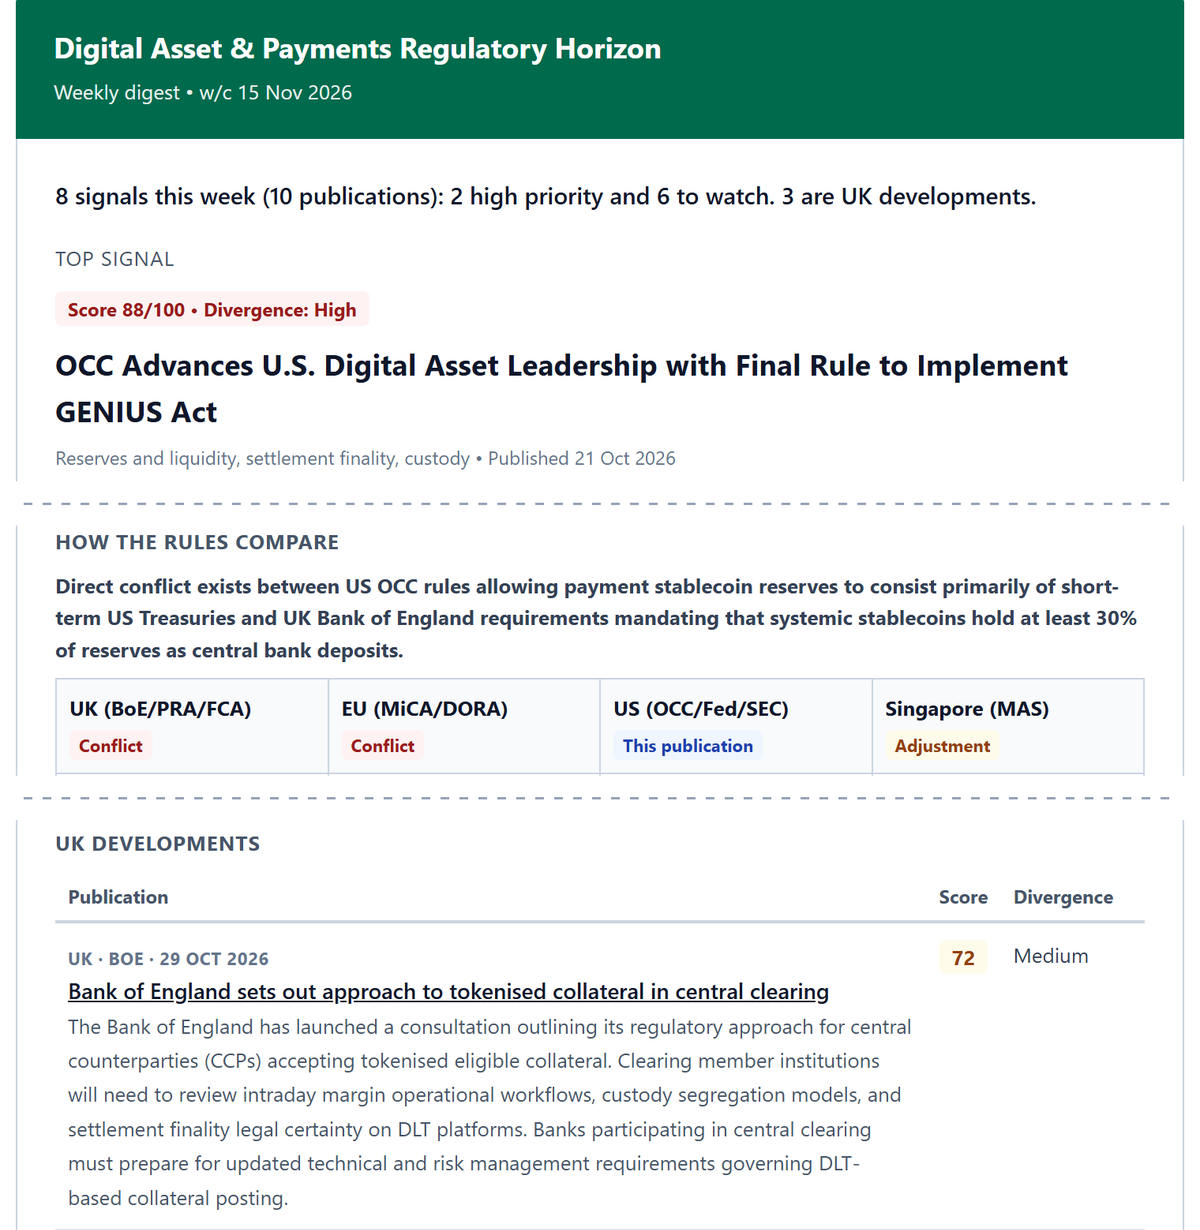 Digital Asset & Payments Regulatory Horizon
Weekly digest • w/c 15 Nov 2026
8 signals this week (10 publications): 2 high priority and 6 to watch. 3 are UK developments.
TOP SIGNAL
Score 88/100 • Divergence: High
OCC Advances U.S. Digital Asset Leadership with Final Rule to Implement
GENIUS Act
Reserves and liquidity, settlement finality, custody • Published 21 Oct 2026
HOW THE RULES COMPARE
Direct conflict exists between US OCC rules allowing payment stablecoin reserves to consist primarily of short-
term US Treasuries and UK Bank of England requirements mandating that systemic stablecoins hold at least 30%
of reserves as central bank deposits.
UK (BoE/PRA/FCA)
Conflict
EU (MiCA/DORA)
Conflict
US (OCC/Fed/SEC)
This publication
Singapore (MAS)
Adjustment
UK DEVELOPMENTS
Publication Score Divergence
UK · BOE · 29 OCT 2026
72 Medium
Bank of England sets out approach to tokenised collateral in central clearing
The Bank of England has launched a consultation outlining its regulatory approach for central
counterparties (CCPs) accepting tokenised eligible collateral. Clearing member institutions
will need to review intraday margin operational workflows, custody segregation models, and
settlement finality legal certainty on DLT platforms. Banks participating in central clearing
must prepare for updated technical and risk management requirements governing DLT-
based collateral posting.